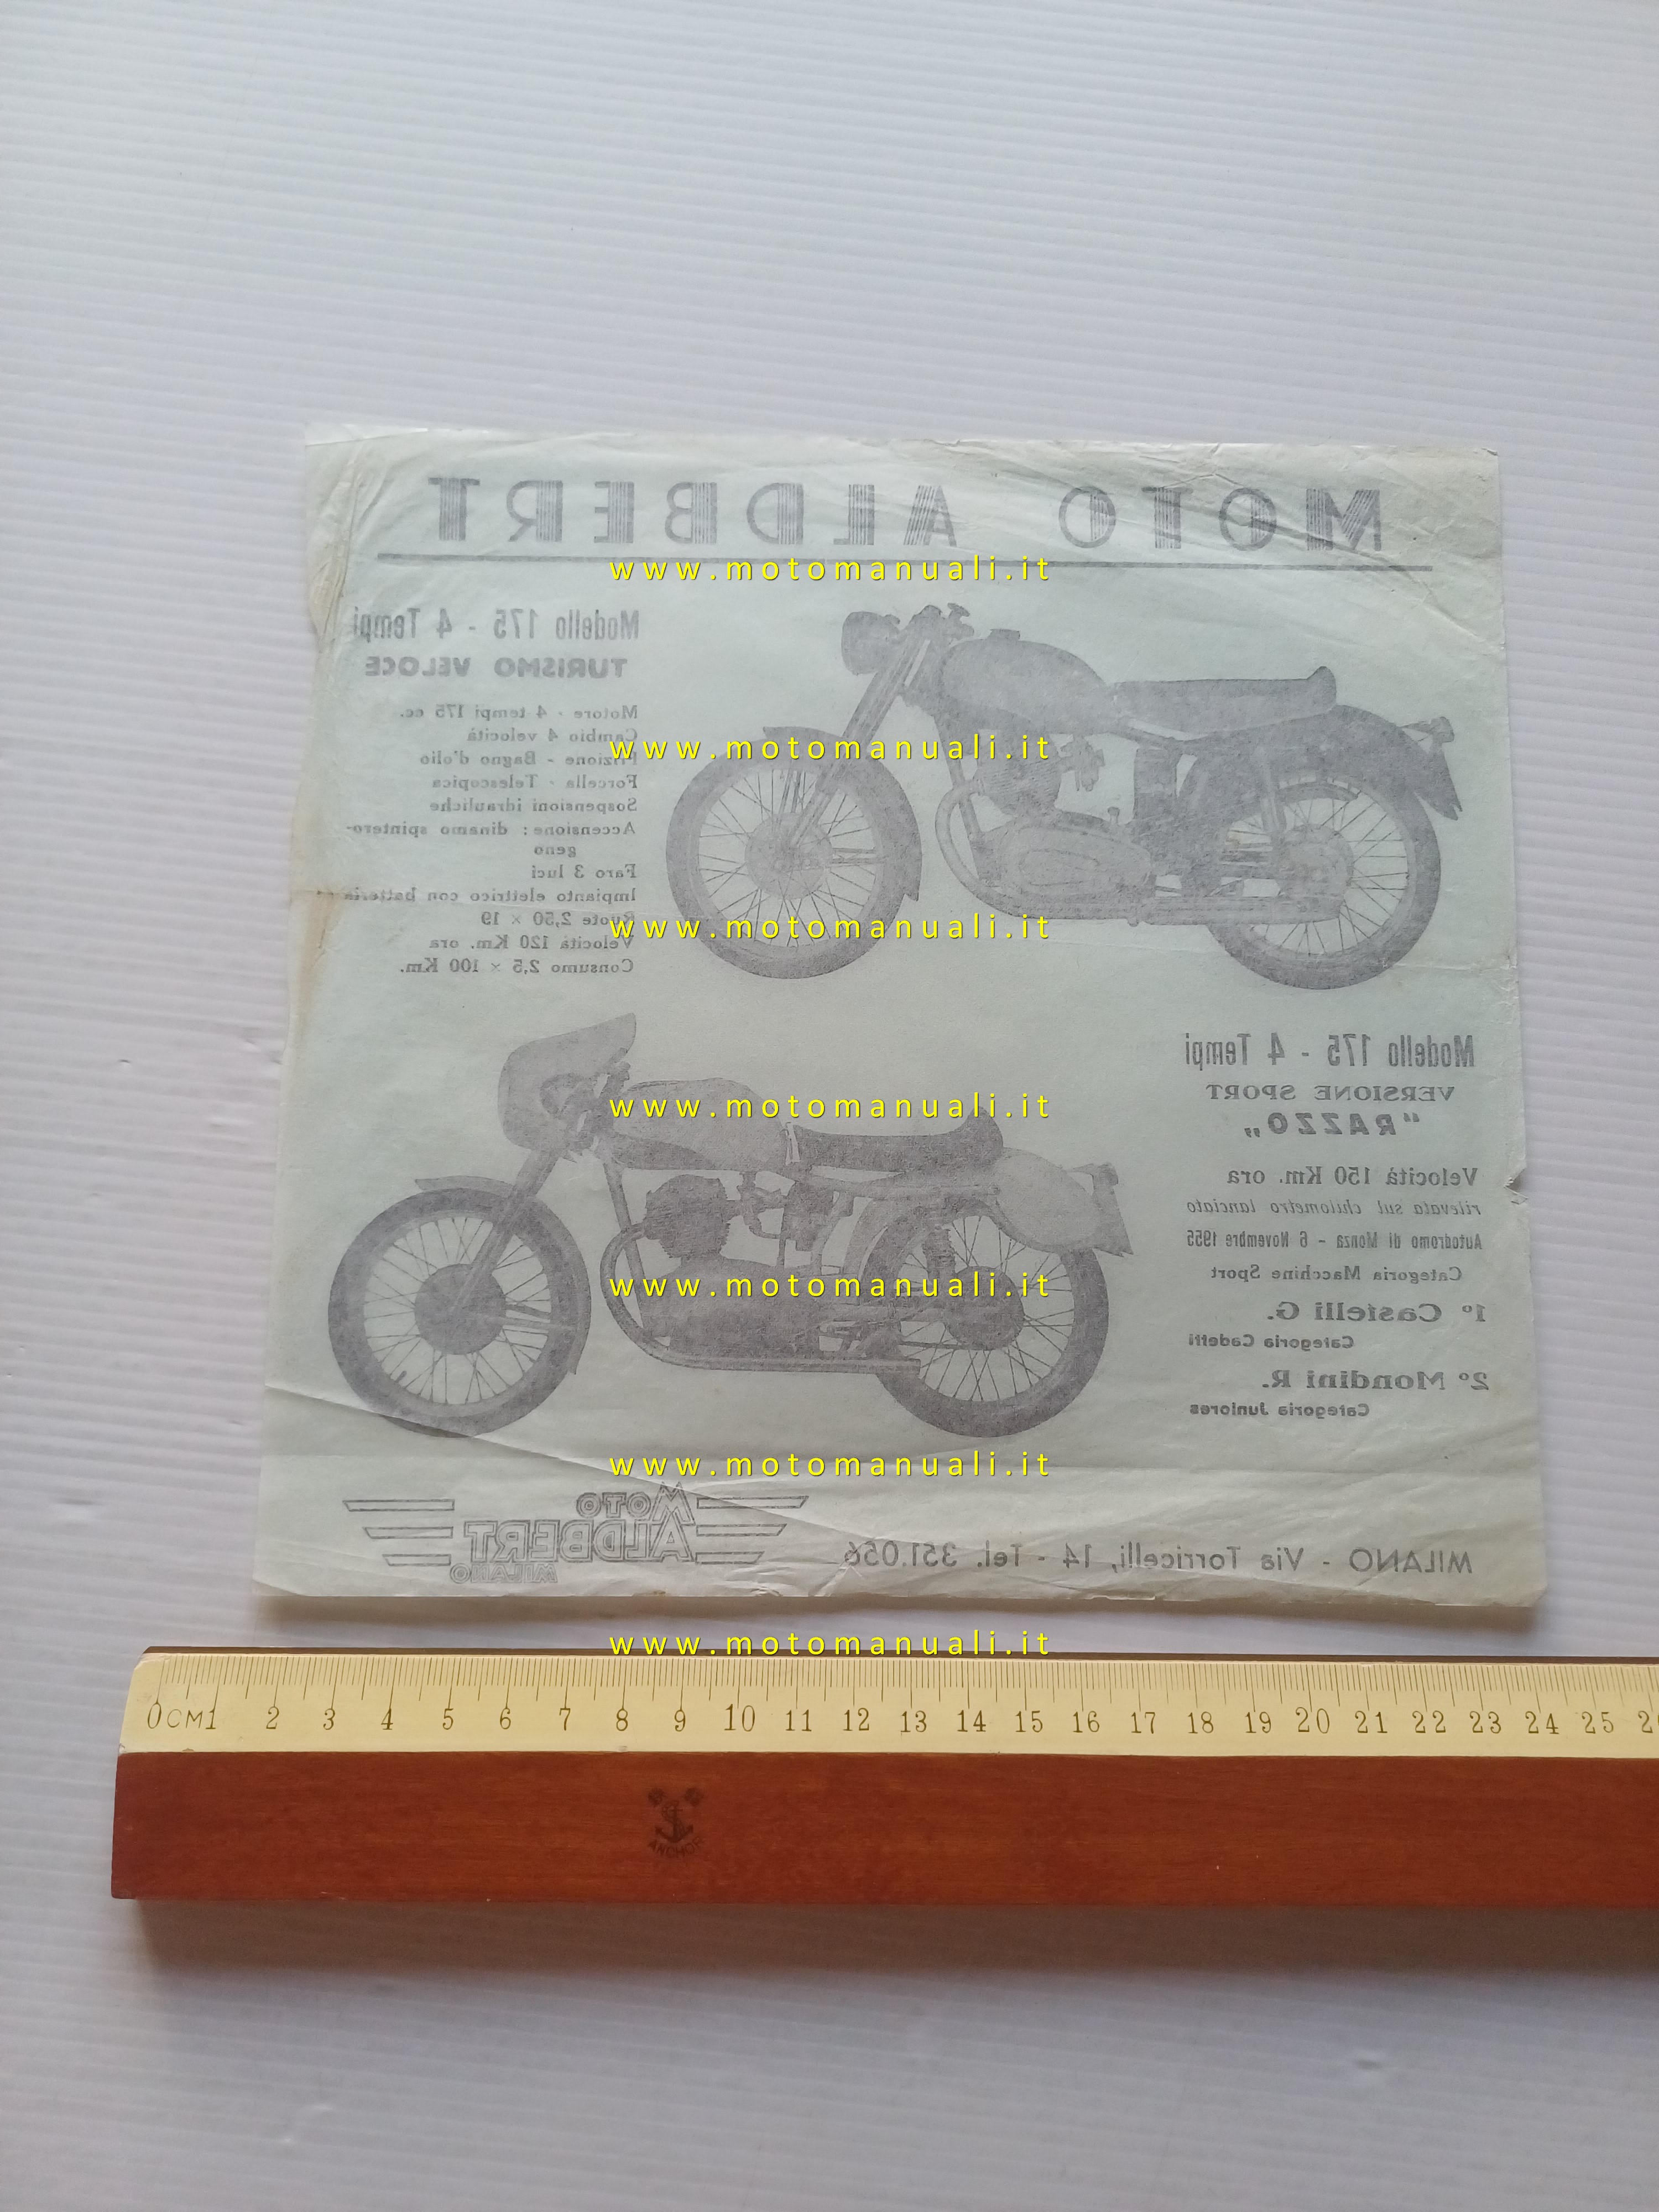 MOTO ALDBERT
www.motomanuali.it
Modello 175 - 4 Tempi
TURISMO VELOCE
Motore - 4 tempi 175 cc.
Cambio 4 velocità
www.motomanuali.it
Frizione - Bagno d'olio
Forcella - Telescopica
Sospensioni idrauliche
Accensione: dinamo spintero-
geno
Faro 3 luci
Impianto elettrico con batteria
Ruote 2,50 × 19
www.motomanuali.it
Velocità 120 Km. ora
Consumo 2,5 × 100 Km.
Modello 175 - 4 Tempi
VERSIONE SPORT
www.motomanuali.it
"RAZZO„
Velocità 150 Km. ora
rilevata sul chilometro lanciato
Autodromo di Monza - 6 Novembre 1955
Categoria Macchine Sport
www.motomanuali.it
1° Castelli G.
Categoria Cadetti
2° Mondini R.
Categoria Juniores
www.motomanuali.it
MOTO
ALDBERT
MILANO
MILANO - Via Torricelli, 14 - Tel. 351.056
www.motomanuali.it
0CM1 2 3 4 5 6 7 8 9 10 11 12 13 14 15 16 17 18 19 20 21 22 23 24 25
ANCHOR